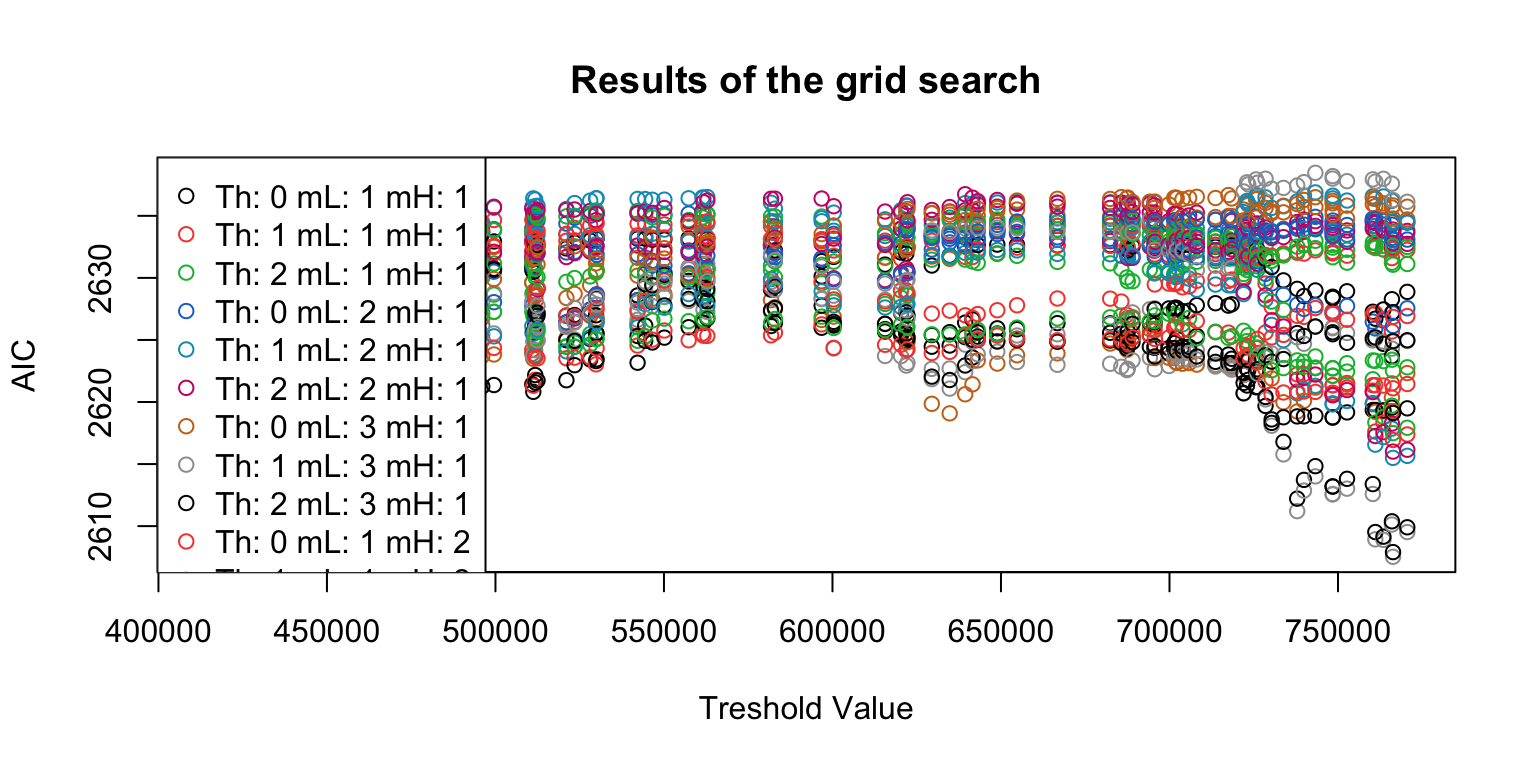 Results of the grid search
AIC
2630
2620
2610
Th: 0 mL: 1 mH: 1
Th: 1 mL: 1 mH: 1
Th: 2 mL: 1 mH: 1
Th: 0 mL: 2 mH: 1
Th: 1 mL: 2 mH: 1
Th: 2 mL: 2 mH: 1
Th: 0 mL: 3 mH: 1
Th: 1 mL: 3 mH: 1
Th: 2 mL: 3 mH: 1
Th: 0 mL: 1 mH: 2
400000 450000 500000 550000 600000 650000 700000 750000
Treshold Value